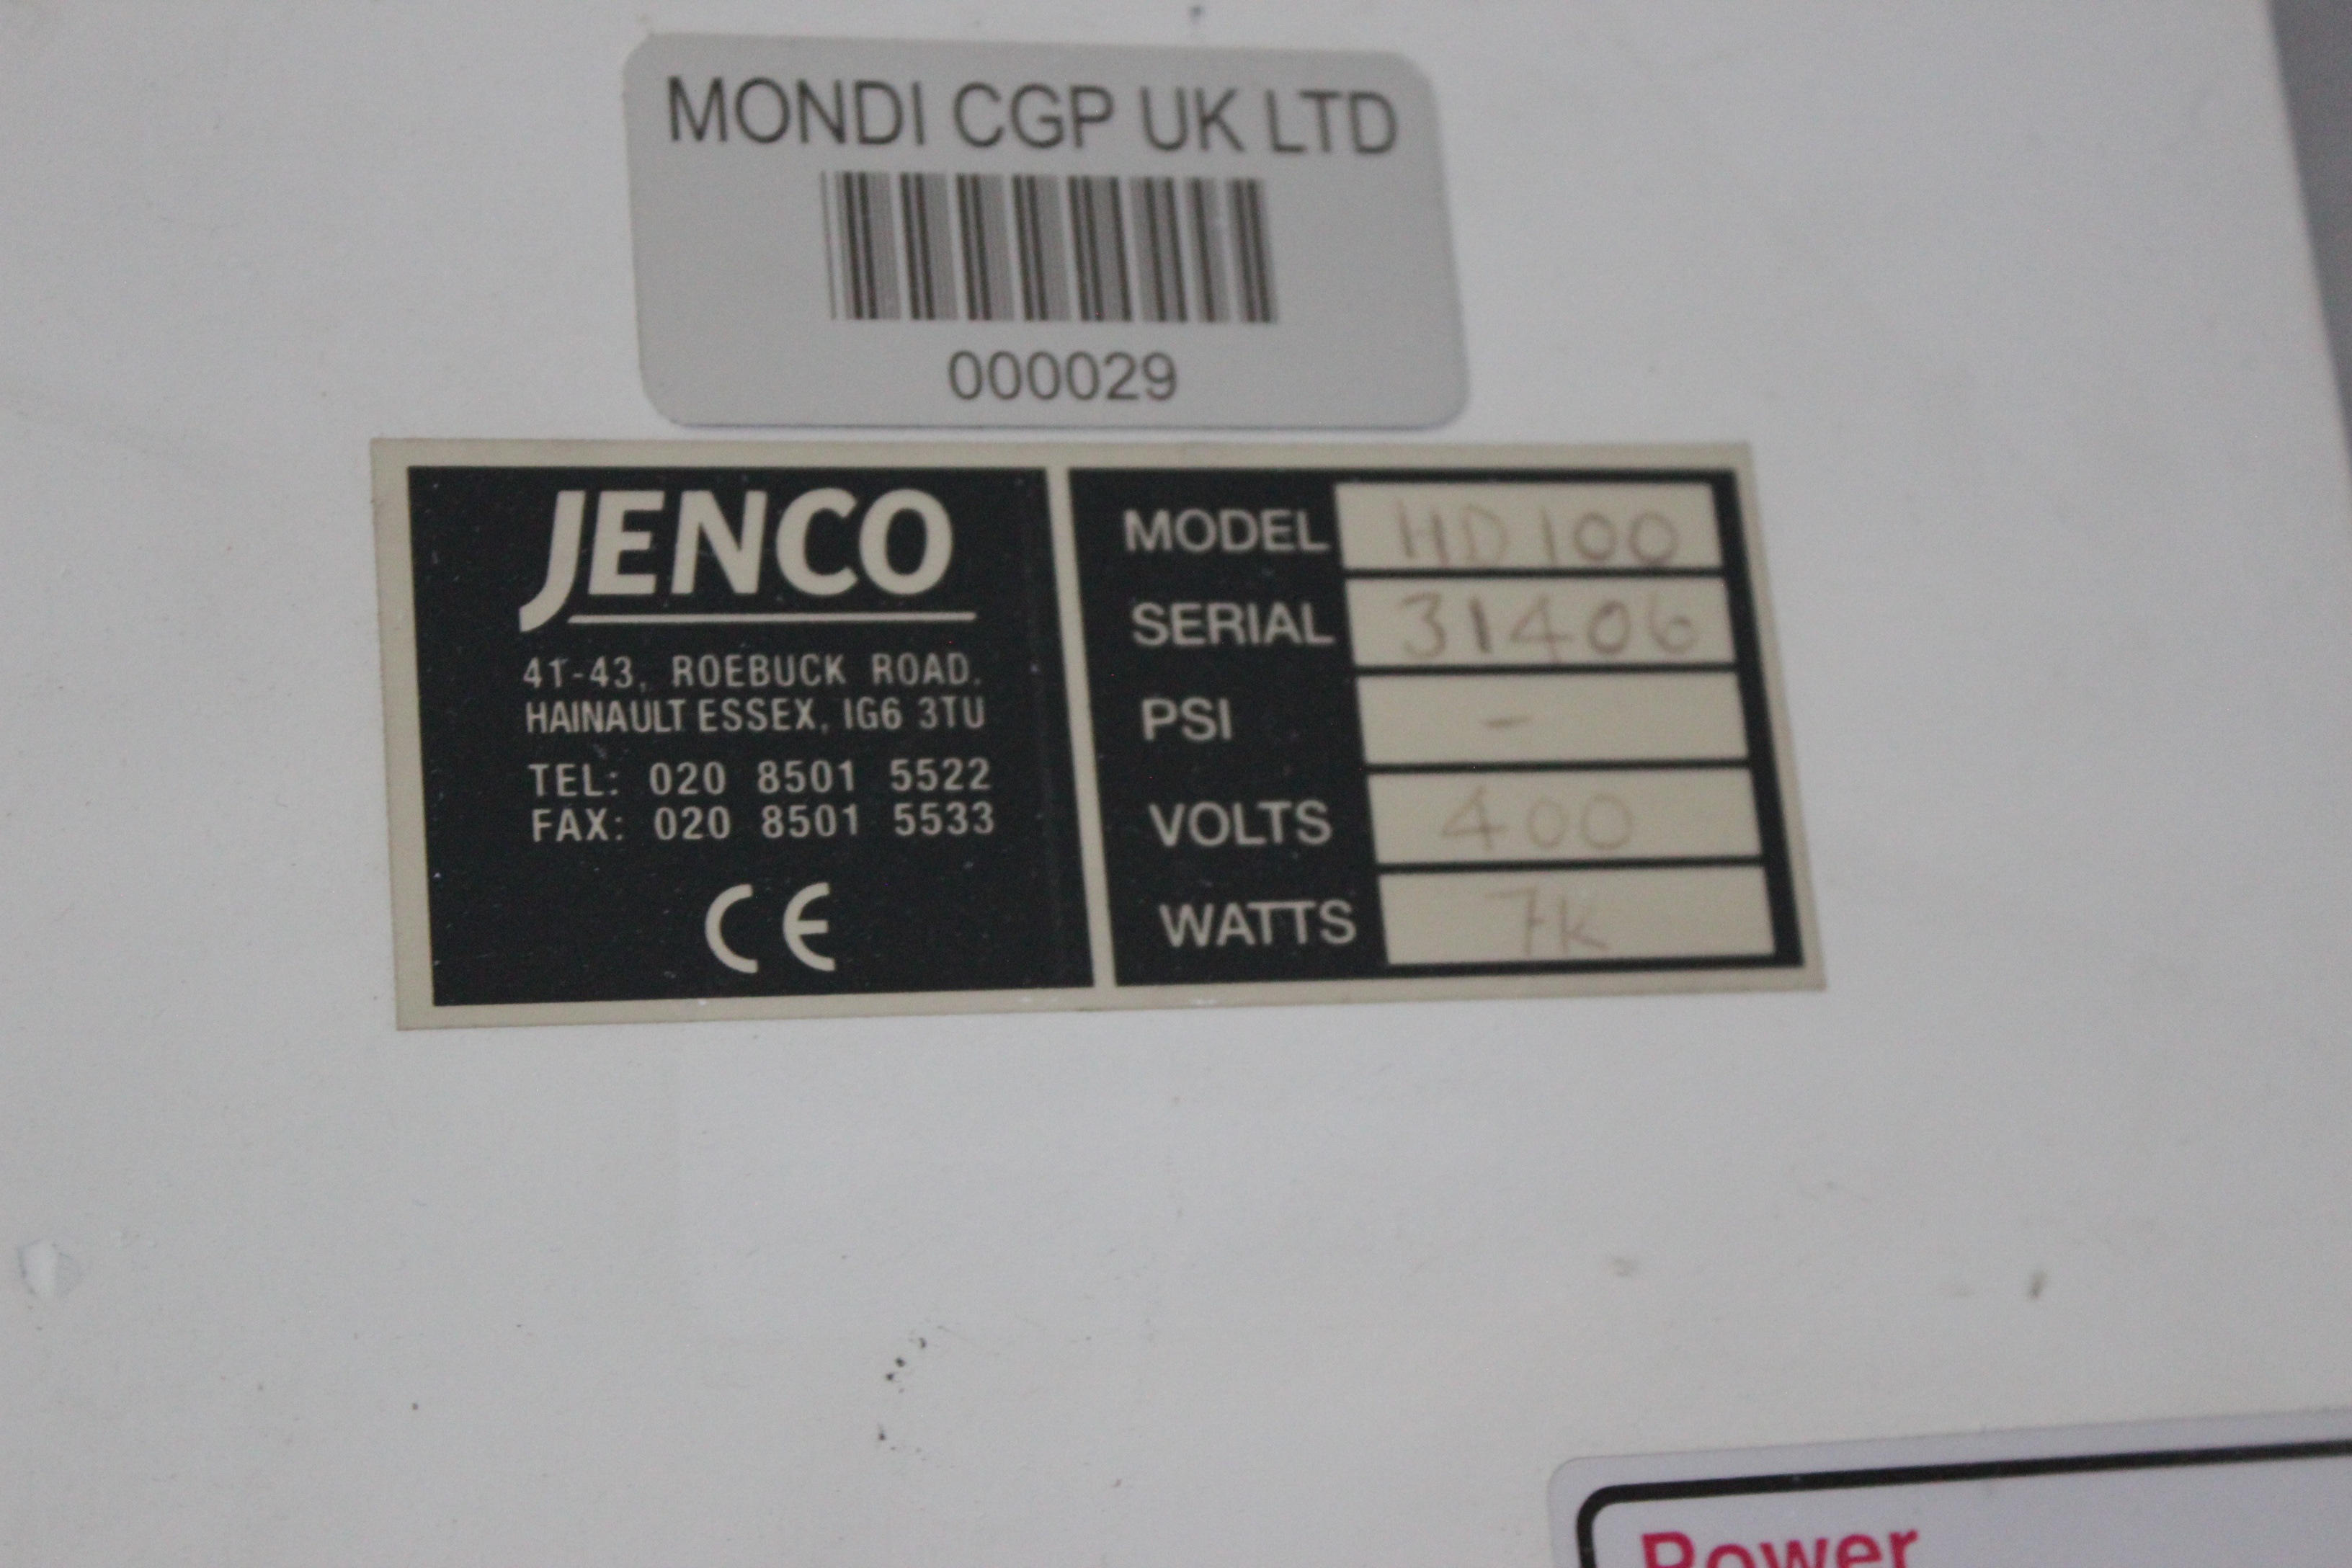 MONDI CGP UK LTD
000029
JENCO
41-43, ROEBUCK ROAD,
HAINAULT ESSEX, IG6 3TU
TEL: 020 8501 5522
FAX: 020 8501 5533
CE
MODEL HD100
SERIAL 31406
PSI -
VOLTS 400
WATTS 7K
Power